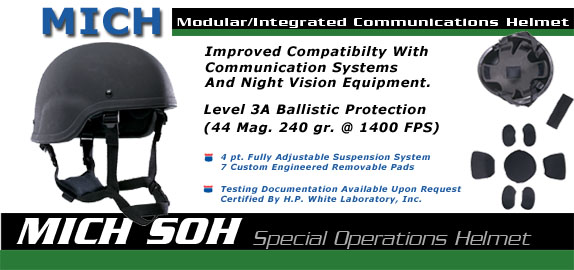 MICH
Modular/Integrated Communications Helmet
Improved Compatibilty With
Communication Systems
And Night Vision Equipment.
Level 3A Ballistic Protection
(44 Mag. 240 gr. @ 1400 FPS)
4 pt. Fully Adjustable Suspension System
7 Custom Engineered Removable Pads
Testing Documentation Available Upon Request
Certified By H.P. White Laboratory, Inc.
MICH SOH Special Operations Helmet